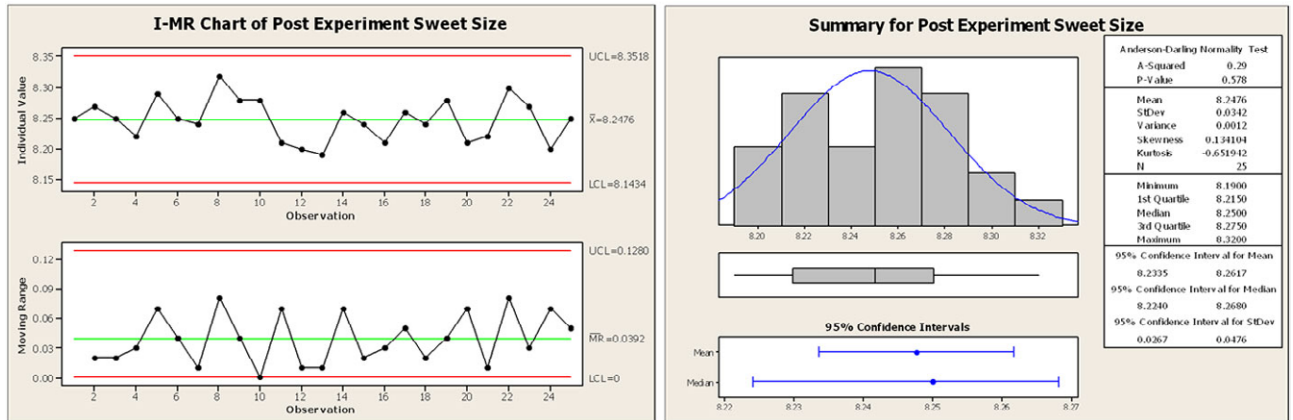 I-MR Chart of Post Experiment Sweet Size
Individual Value
8.35
8.30
8.25
8.20
8.15
UCL=8.3518
X̅=8.2476
LCL=8.1434
2 4 6 8 10 12 14 16 18 20 22 24
Observation
Moving Range
0.12
0.09
0.06
0.03
0.00
UCL=0.1280
M̅R̅=0.0392
LCL=0
2 4 6 8 10 12 14 16 18 20 22 24
Observation
Summary for Post Experiment Sweet Size
8.20 8.22 8.24 8.26 8.28 8.30 8.32
95% Confidence Intervals
Mean
Median
8.22 8.23 8.24 8.25 8.26 8.27
Anderson-Darling Normality Test
A-Squared 0.29
P-Value 0.578
Mean 8.2476
StDev 0.0342
Variance 0.0012
Skewness 0.134104
Kurtosis -0.651942
N 25
Minimum 8.1900
1st Quartile 8.2150
Median 8.2500
3rd Quartile 8.2750
Maximum 8.3200
95% Confidence Interval for Mean
8.2335 8.2617
95% Confidence Interval for Median
8.2240 8.2680
95% Confidence Interval for StDev
0.0267 0.0476